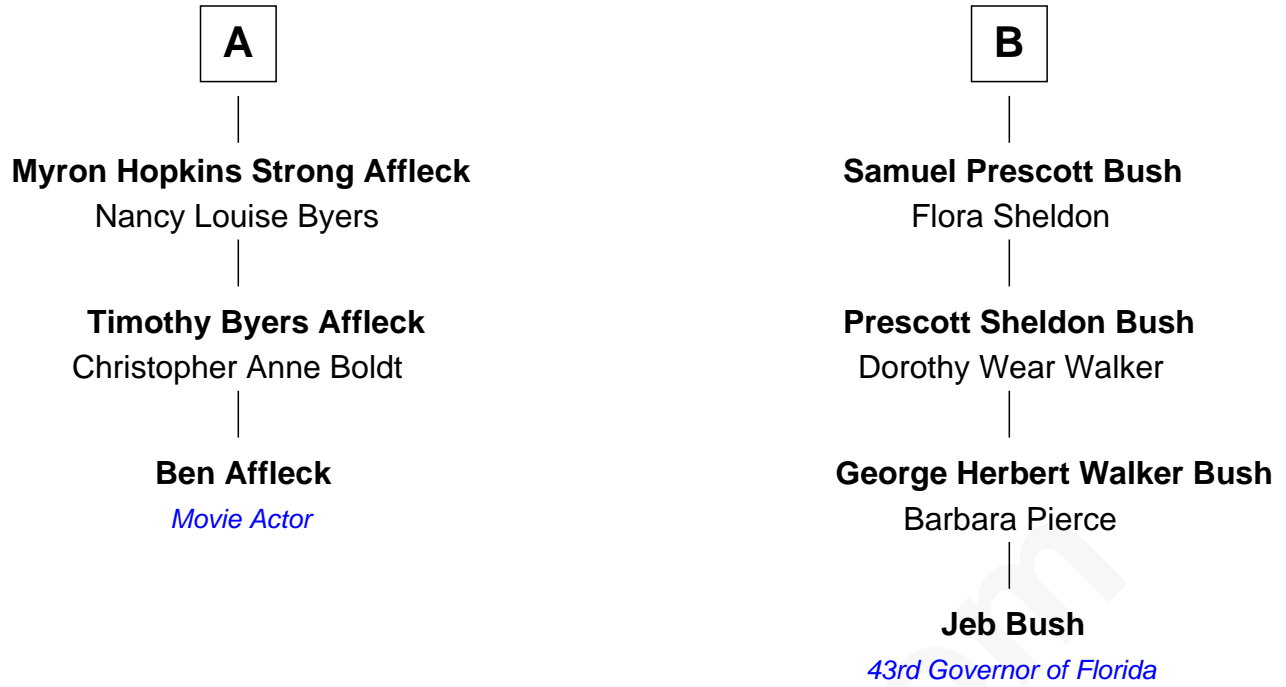 A
Myron Hopkins Strong Affleck
Nancy Louise Byers
Timothy Byers Affleck
Christopher Anne Boldt
Ben Affleck
Movie Actor
B
Samuel Prescott Bush
Flora Sheldon
Prescott Sheldon Bush
Dorothy Wear Walker
George Herbert Walker Bush
Barbara Pierce
Jeb Bush
43rd Governor of Florida